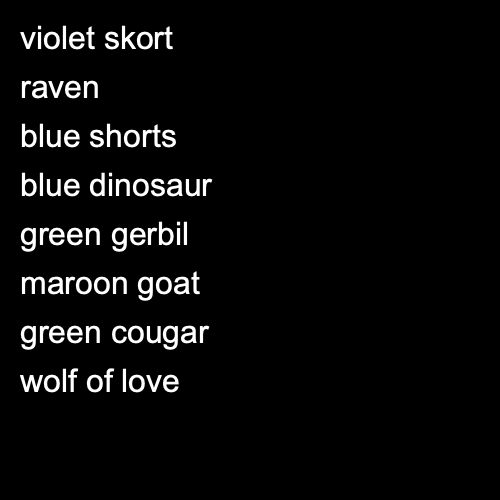 violet skort
raven
blue shorts
blue dinosaur
green gerbil
maroon goat
green cougar
wolf of love